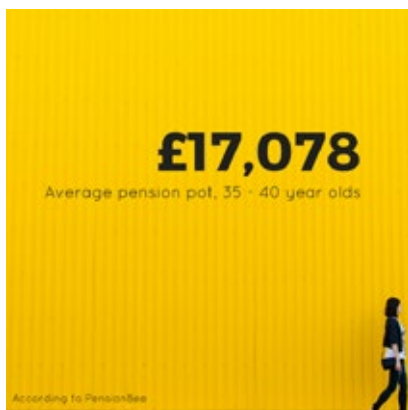 £17,078
Average pension pot, 35 - 40 year olds
According to PensionBee